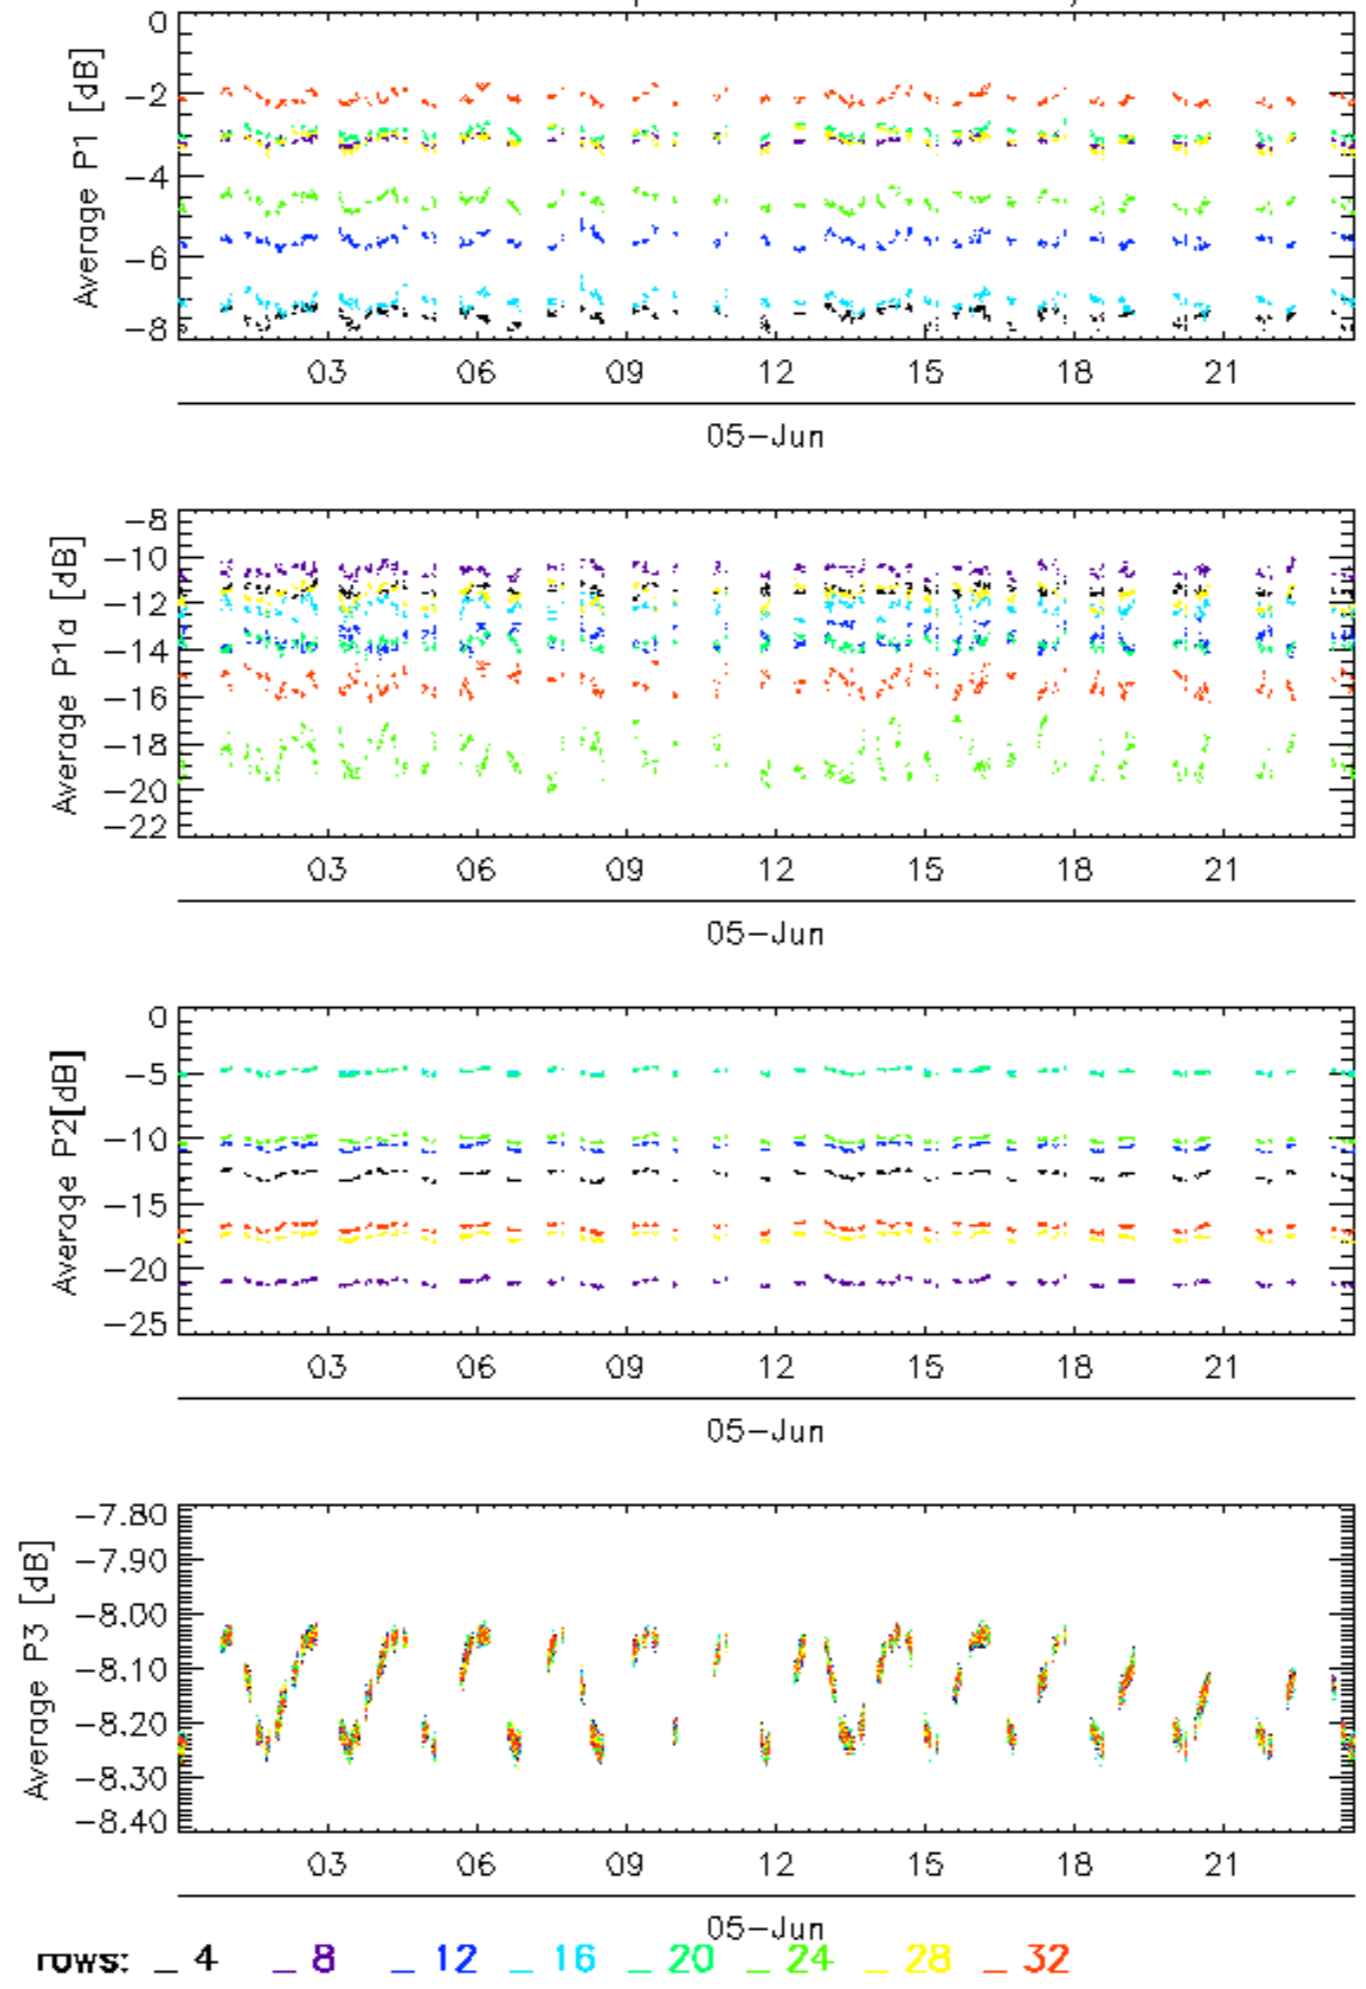 Average P1 [dB]
0
−2
−4
−6
−8
03 06 09 12 15 18 21
05−Jun
Average P1a [dB]
−8
−10
−12
−14
−16
−18
−20
−22
03 06 09 12 15 18 21
05−Jun
Average P2[dB]
0
−5
−10
−15
−20
−25
03 06 09 12 15 18 21
05−Jun
Average P3 [dB]
−7.80
−7.90
−8.00
−8.10
−8.20
−8.30
−8.40
03 06 09 12 15 18 21
05−Jun
rows: _ 4 _ 8 _ 12 _ 16 _ 20 _ 24 _ 28 _ 32